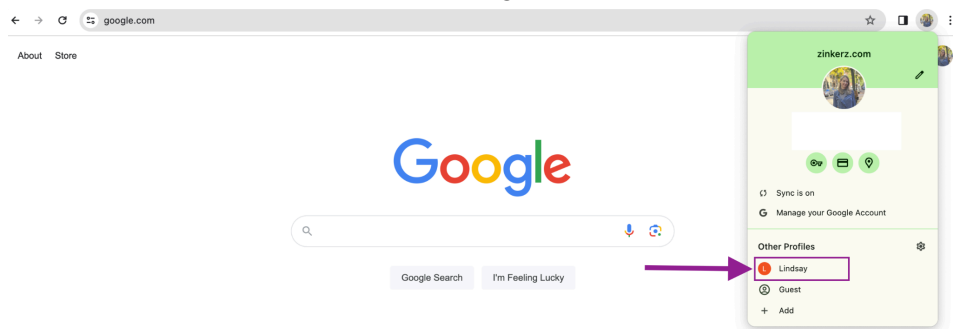 google.com
About Store
zinkerz.com
Google
Sync is on
G Manage your Google Account
Other Profiles
L Lindsay
Guest
+ Add
Google Search I'm Feeling Lucky